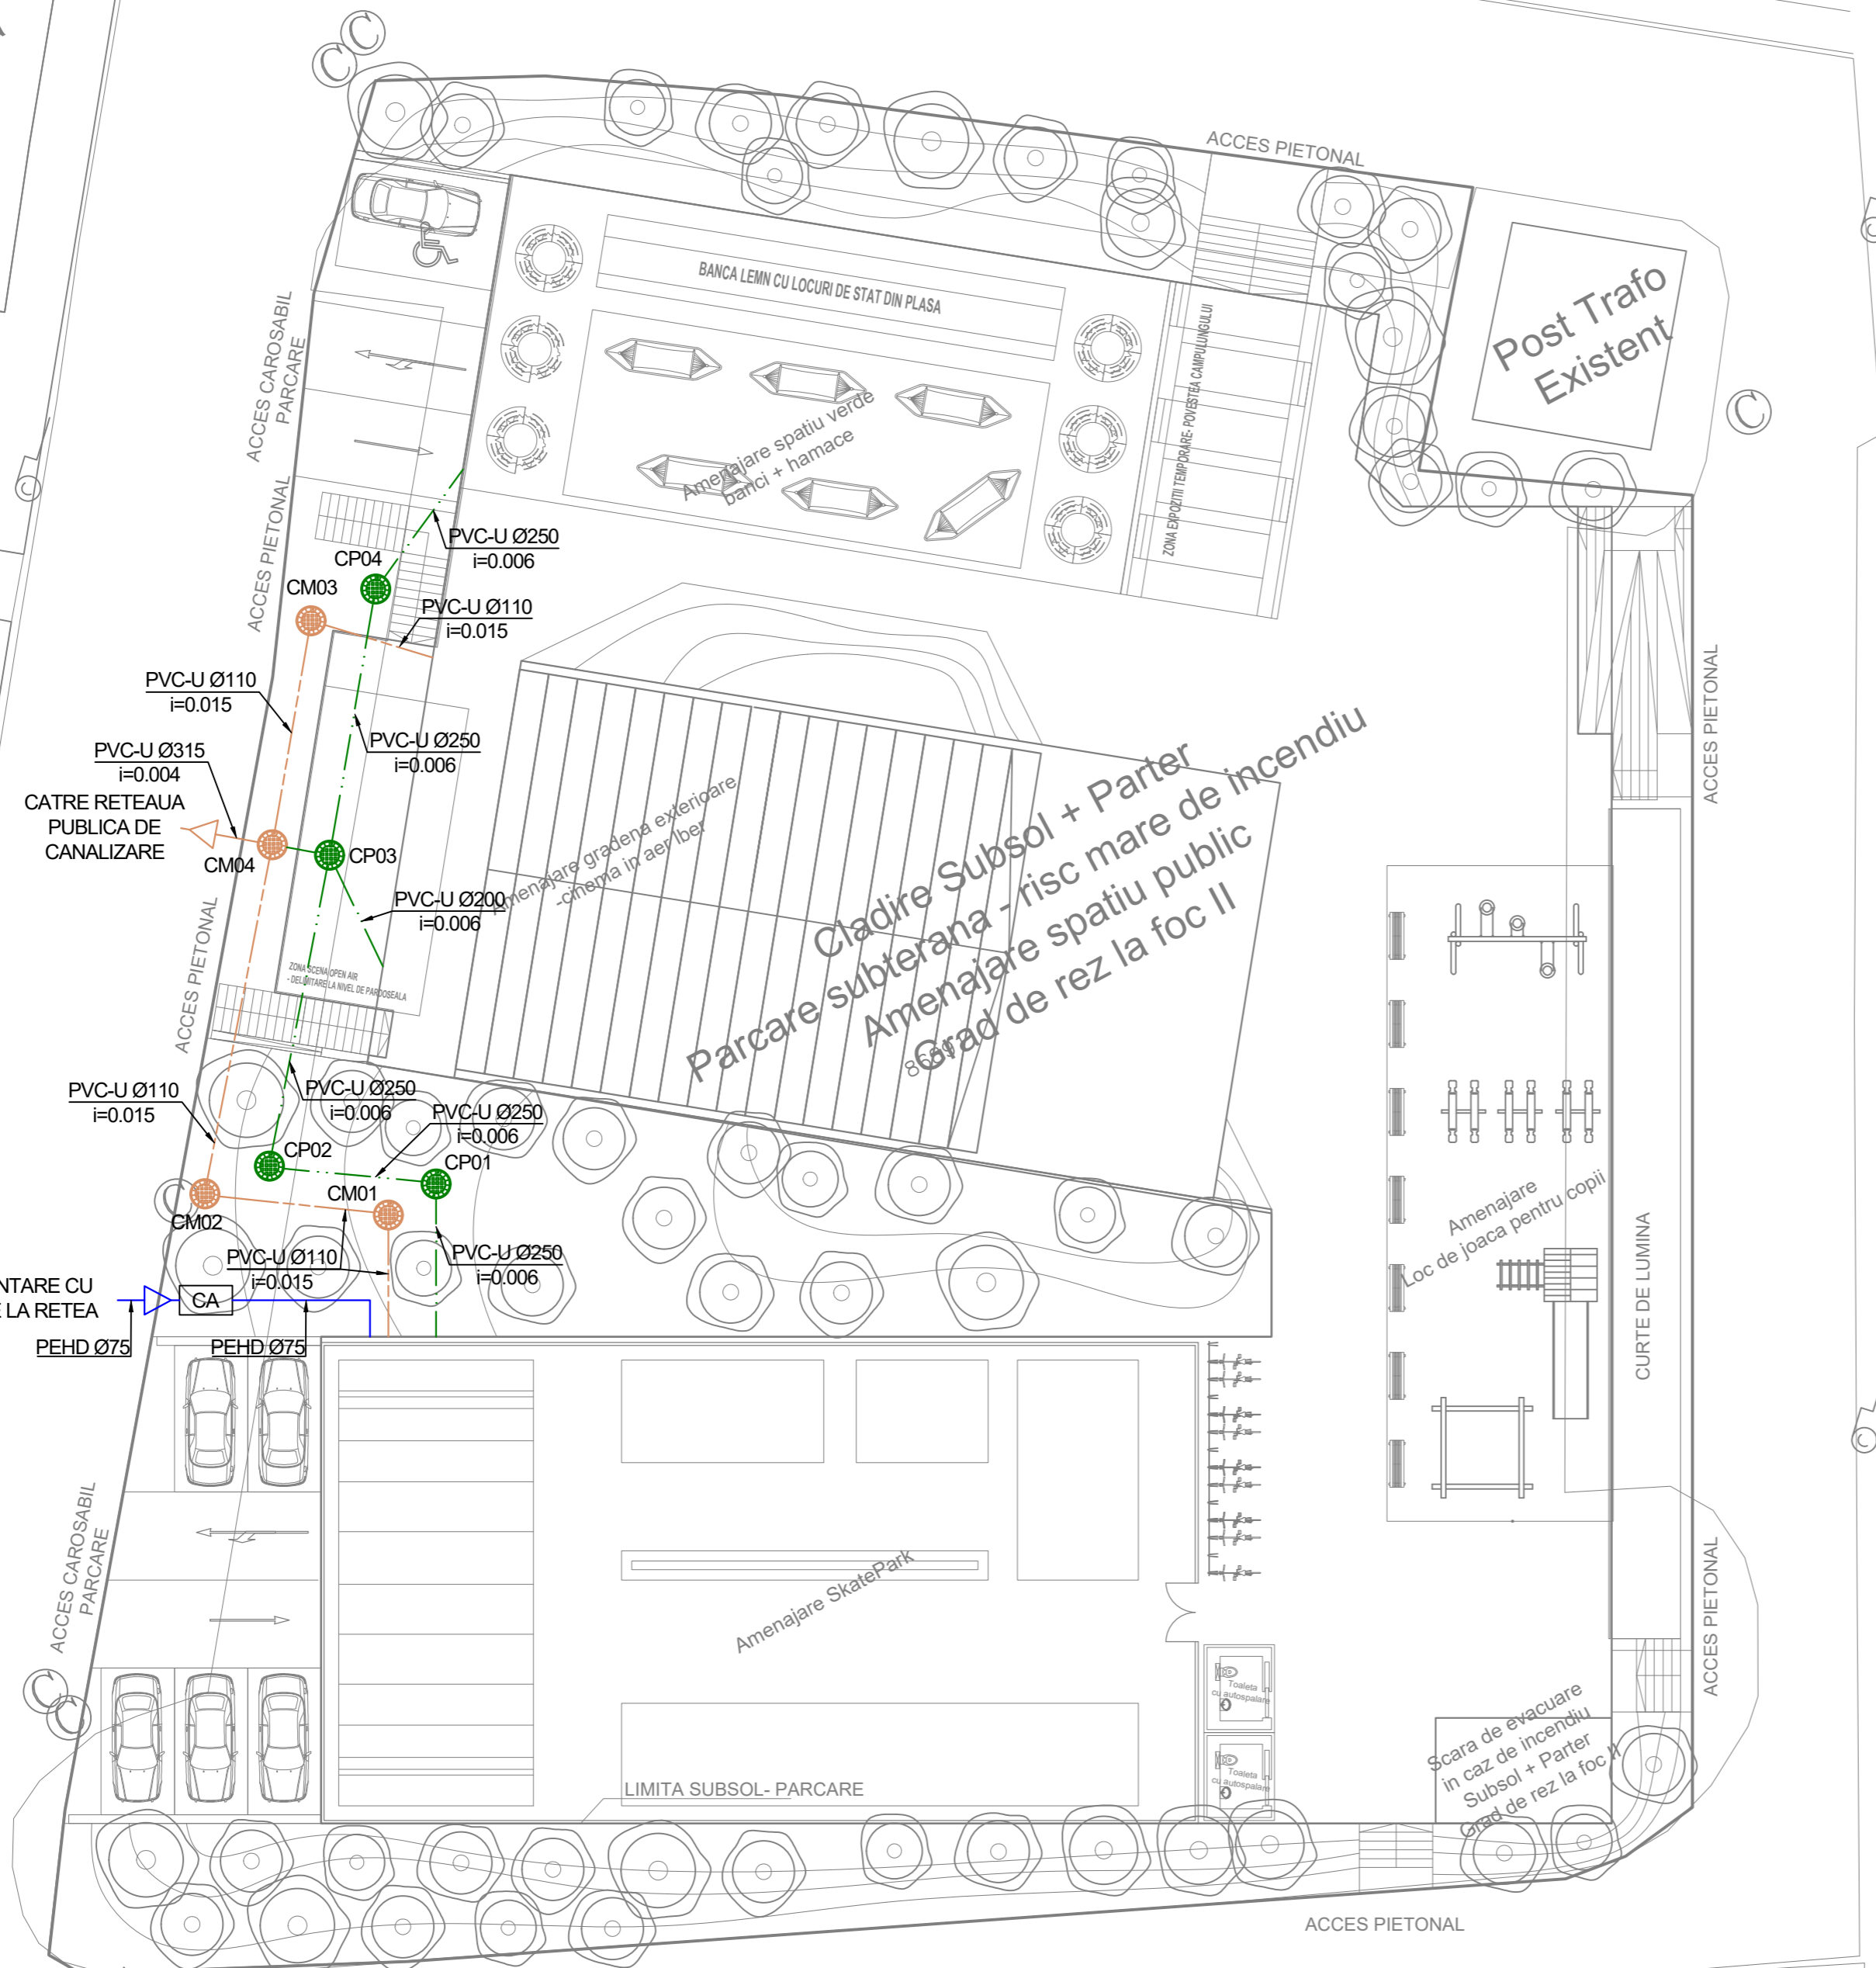 C
C
ACCES PIETONAL
ACCES CAROSABIL
PARCARE
BANCA LEMN CU LOCURI DE STAT DIN PLASA
Post Trafo
Existent
C
C
C
ZONA EXPOZITII TEMPORARE- POVESTEA CAMPULUNGULUI
Amenajare spatiu verde
banci + hamace
ACCES PIETONAL
PVC-U Ø250
i=0.006
CP04
CM03
PVC-U Ø110
i=0.015
PVC-U Ø110
i=0.015
PVC-U Ø315
i=0.004
PVC-U Ø250
i=0.006
CATRE RETEAUA
PUBLICA DE
CANALIZARE
CM04
CP03
PVC-U Ø200
i=0.006
Amenajare gradena exterioare
-cinema in aer lber
Cladire Subsol + Parter
Parcare subterana - risc mare de incendiu
Amenajare spatiu public
Grad de rez la foc II
ACCES PIETONAL
ACCES PIETONAL
ZONA SCENA OPEN AIR
- DELIMITARE LA NIVEL DE PARDOSEALA
PVC-U Ø110
i=0.015
PVC-U Ø250
i=0.006
PVC-U Ø250
i=0.006
CP02
CP01
CM01
C
CM02
PVC-U Ø110
i=0.015
PVC-U Ø250
i=0.006
NTARE CU
LA RETEA
CA
PEHD Ø75
PEHD Ø75
Amenajare
Loc de joaca pentru copii
CURTE DE LUMINA
C
ACCES CAROSABIL
PARCARE
Amenajare SkatePark
ACCES PIETONAL
C
C
Toaleta
cu autospalare
Toaleta
cu autospalare
LIMITA SUBSOL- PARCARE
Scara de evacuare
in caz de incendiu
Subsol + Parter
Grad de rez la foc II
ACCES PIETONAL